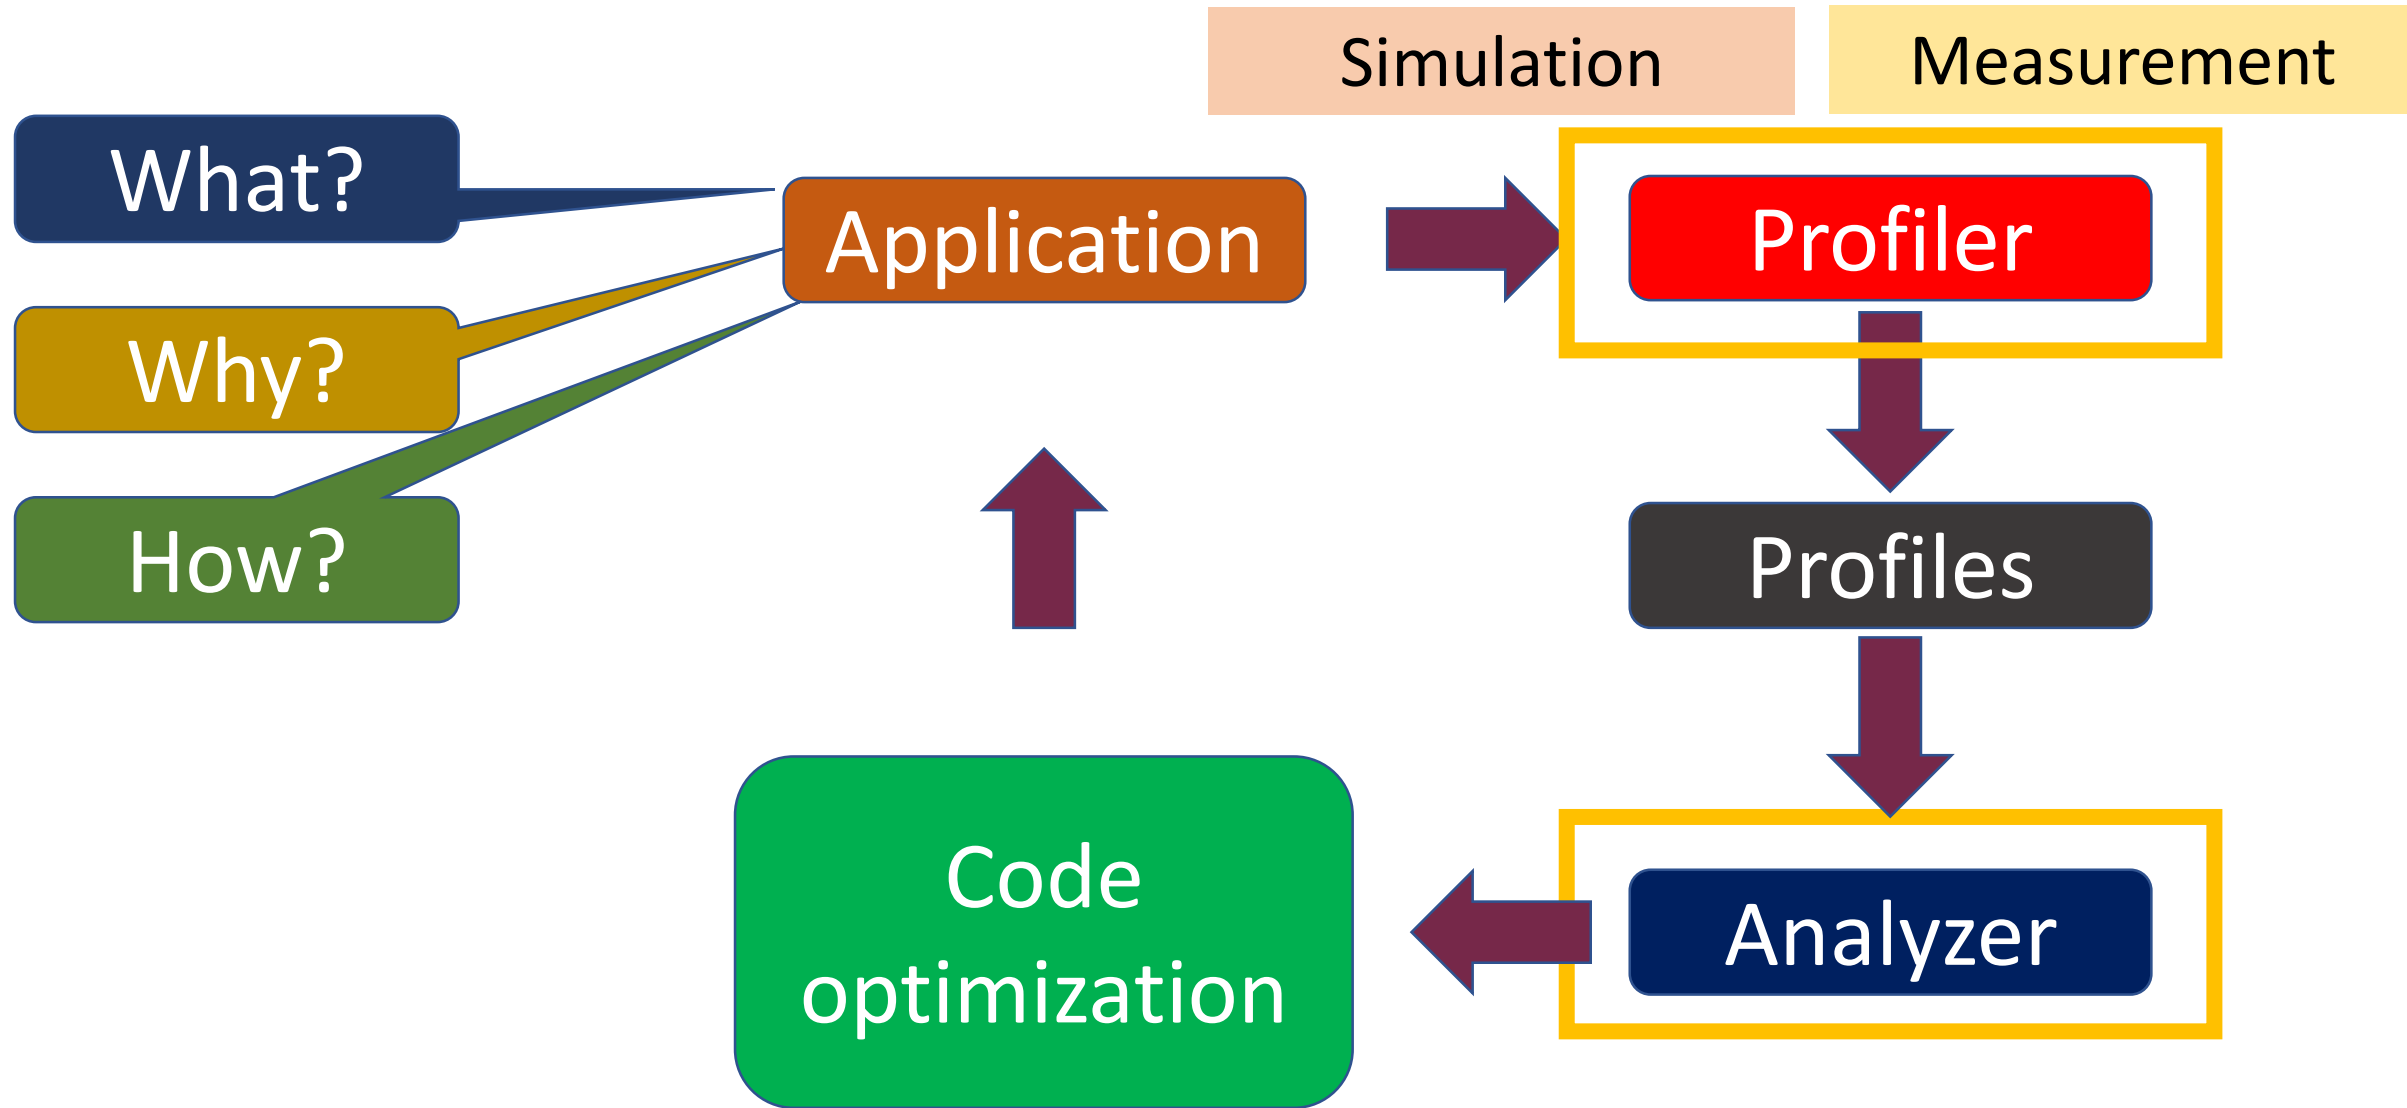 Simulation
Measurement
What?
Application
Profiler
Why?
How?
Profiles
Code
optimization
Analyzer